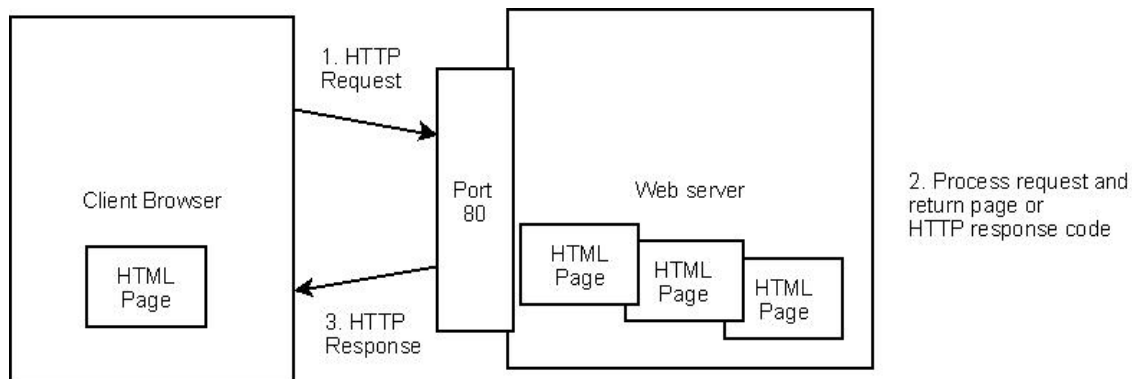 1. HTTP
Request
Client Browser
HTML
Page
3. HTTP
Response
Port
80
Web server
HTML
Page
HTML
Page
HTML
Page
2. Process request and
return page or
HTTP response code